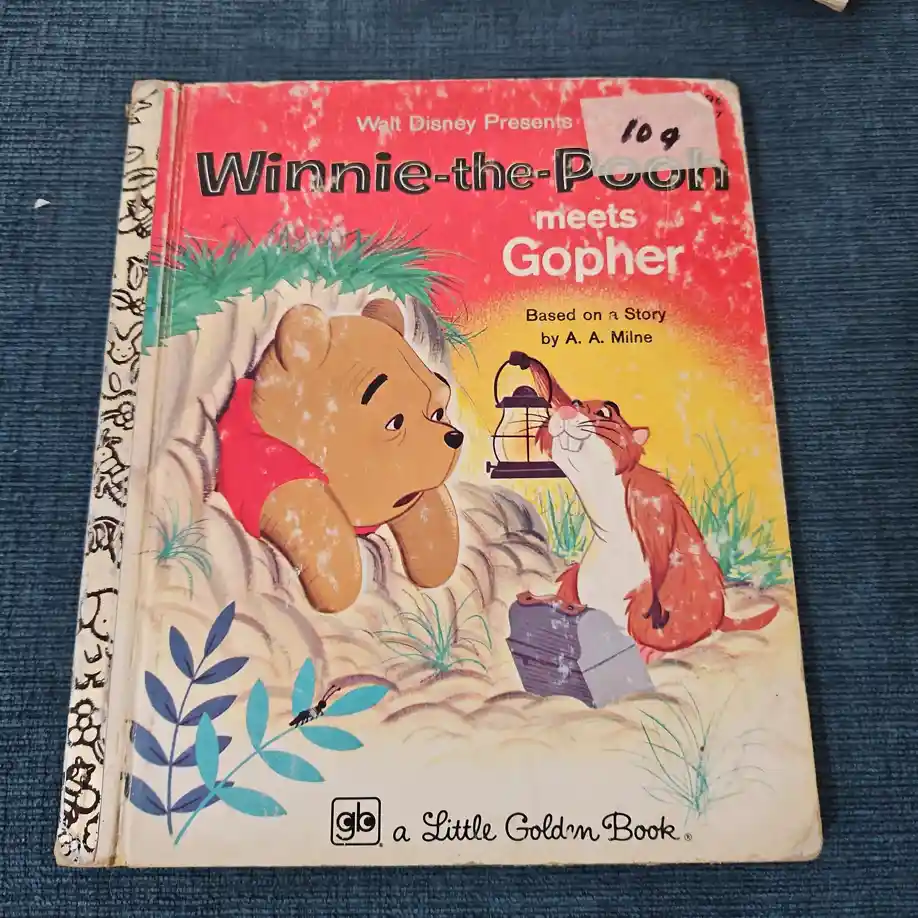 Walt Disney Presents
10 ¢
Winnie-the-Pooh
meets
Gopher
Based on a Story
by A. A. Milne
gb
a Little Golden Book®